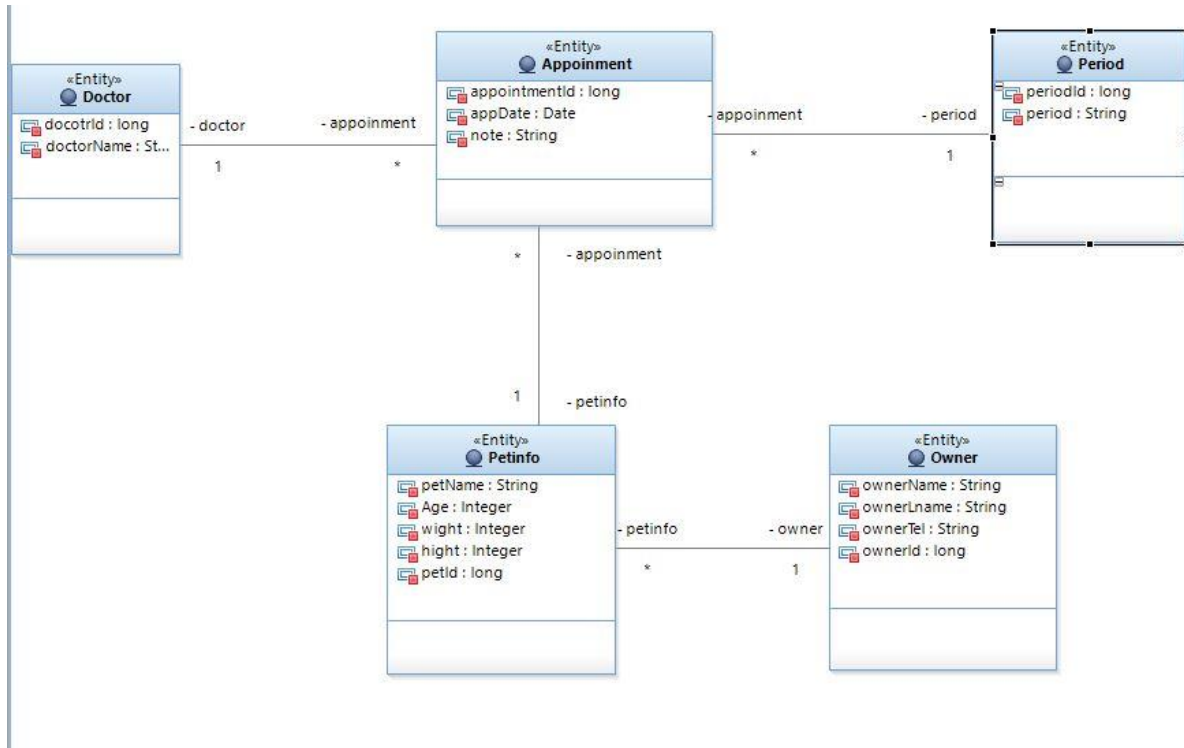 «Entity»
Doctor
docotrId : long
doctorName : St...
- doctor
1
- appoinment
*
«Entity»
Appoinment
appointmentId : long
appDate : Date
note : String
- appoinment
*
- period
1
«Entity»
Period
periodId : long
period : String
*
- appoinment
1
- petinfo
«Entity»
Petinfo
petName : String
Age : Integer
wight : Integer
hight : Integer
petId : long
- petinfo
*
- owner
1
«Entity»
Owner
ownerName : String
ownerLname : String
ownerTel : String
ownerId : long